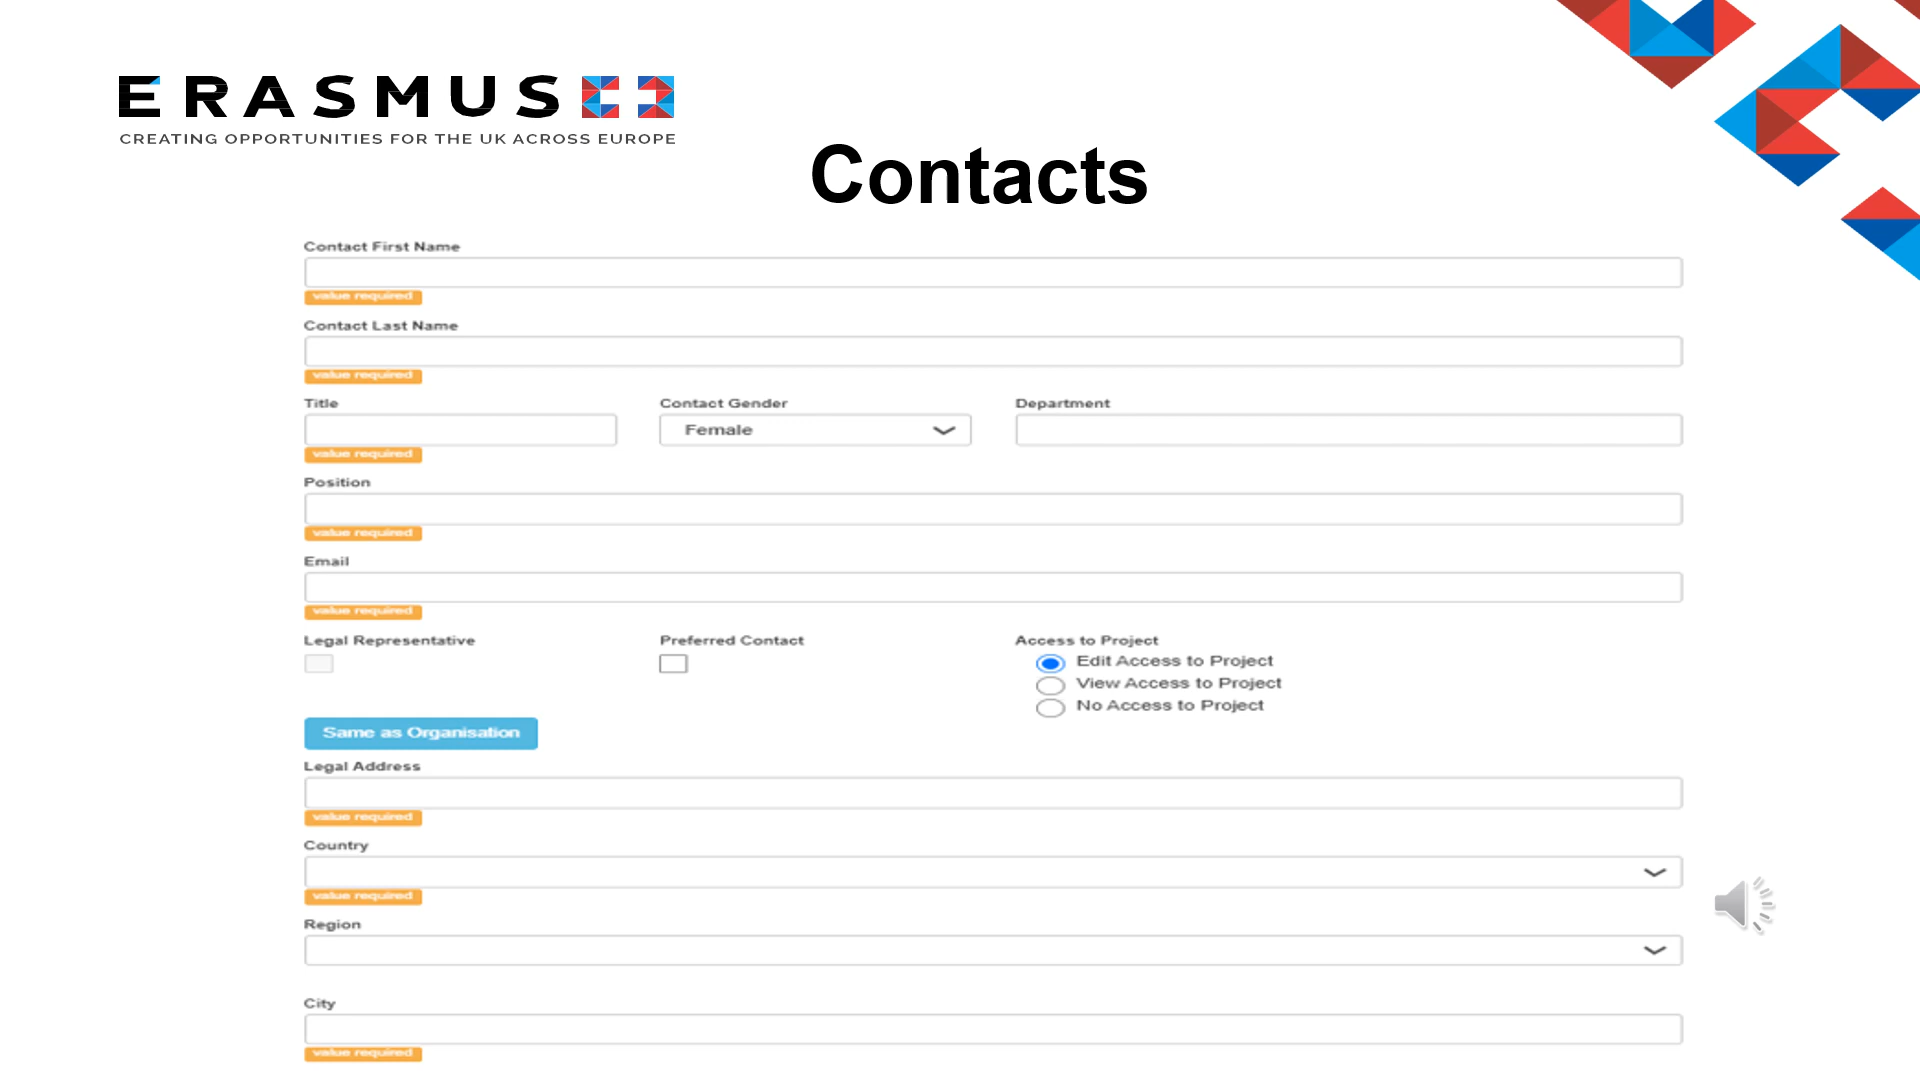 ERASMUS
CREATING OPPORTUNITIES FOR THE UK ACROSS EUROPE
Contacts
Contact First Name
value required
Contact Last Name
value required
Title Contact Gender Department
Female
value required
Position
value required
Email
value required
Legal Representative Preferred Contact Access to Project
Edit Access to Project
View Access to Project
No Access to Project
Same as Organisation
Legal Address
value required
Country
value required
Region
City
value required